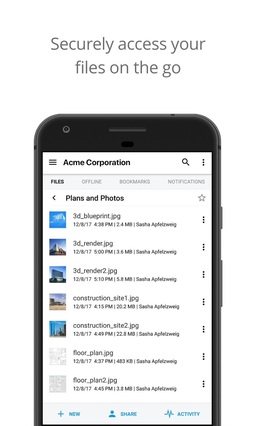 Securely access your
files on the go
Acme Corporation
FILES OFFLINE BOOKMARKS NOTIFICATIONS
Plans and Photos
3d_blueprint.jpg
12/8/17 4:38 PM | 2.4 MB | Sasha Apfelzweig
3d_render.jpg
12/8/17 5:00 PM | 3.6 MB | Sasha Apfelzweig
3d_render2.jpg
12/8/17 5:10 PM | 5.8 MB | Sasha Apfelzweig
construction_site1.jpg
12/8/17 4:15 PM | 20.2 MB | Sasha Apfelzweig
construction_site2.jpg
12/8/17 4:49 PM | 22.8 MB | Sasha Apfelzweig
floor_plan.jpg
12/8/17 4:37 PM | 483 KB | Sasha Apfelzweig
floor_plan2.jpg
12/8/17 4:45 PM | 3.8 MB | Sasha Apfelzweig
NEW SHARE ACTIVITY